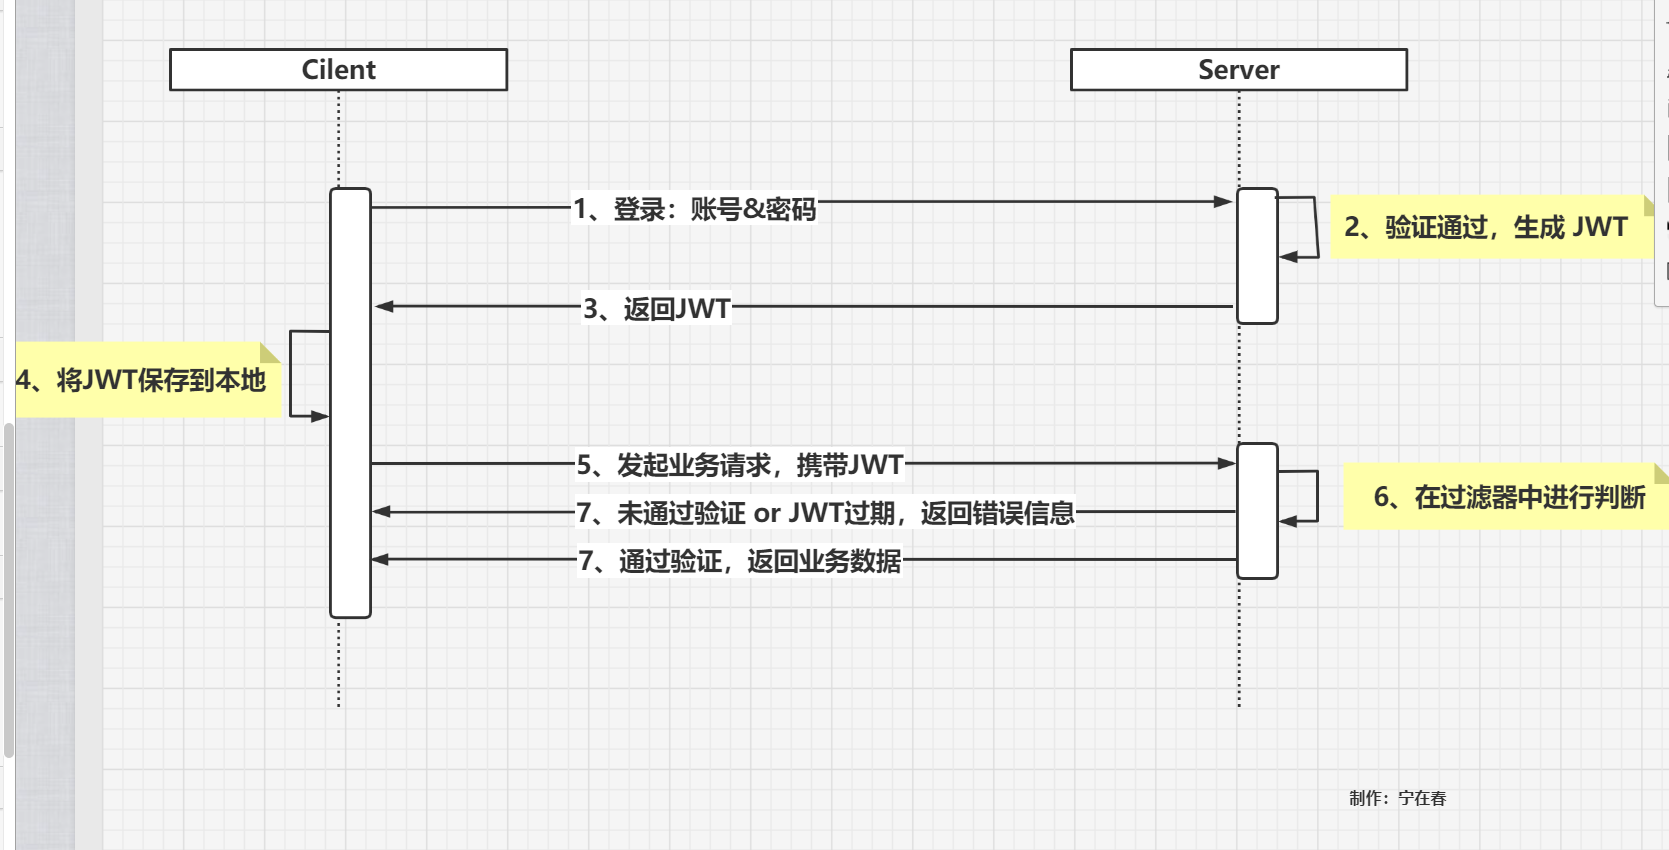 Cilent
Server
1、登录：账号&密码
2、验证通过，生成 JWT
3、返回JWT
4、将JWT保存到本地
5、发起业务请求，携带JWT
6、在过滤器中进行判断
7、未通过验证 or JWT过期，返回错误信息
7、通过验证，返回业务数据
制作：宁在春